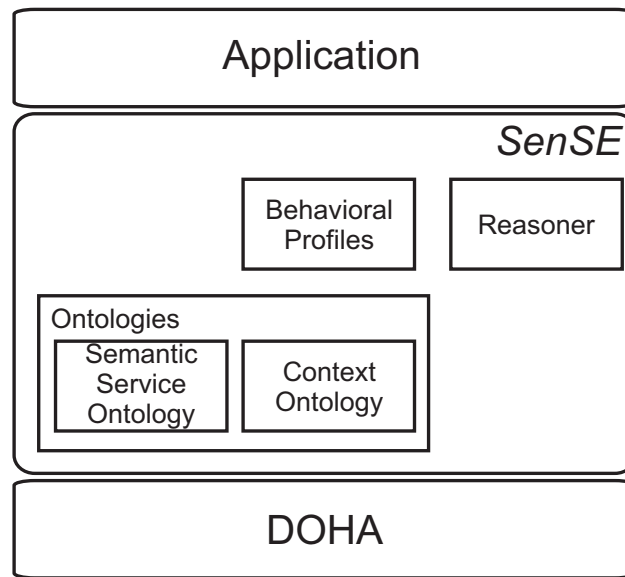 Application
SenSE
Behavioral
Profiles
Reasoner
Ontologies
Semantic
Service
Ontology
Context
Ontology
DOHA